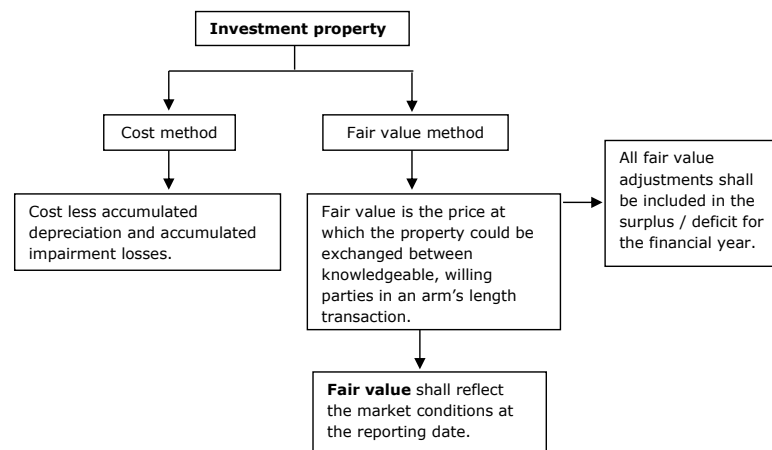 Investment property
Cost method
Fair value method
Cost less accumulated
depreciation and accumulated
impairment losses.
Fair value is the price at
which the property could be
exchanged between
knowledgeable, willing
parties in an arm’s length
transaction.
All fair value
adjustments shall
be included in the
surplus / deficit for
the financial year.
Fair value shall reflect
the market conditions at
the reporting date.